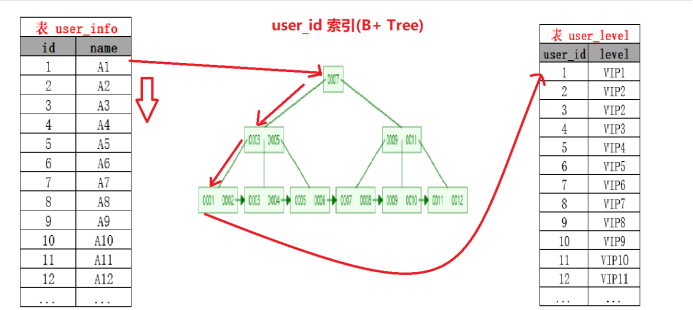 表 user_info
id name
1 A1
2 A2
3 A3
4 A4
5 A5
6 A6
7 A7
8 A8
9 A9
10 A10
11 A11
12 A12
... ...
user_id 索引(B+ Tree)
0007
0003 0005
0009 0011
0001 0002
0003 0004
0005 0006
0007 0008
0009 0010
0011 0012
表 user_level
user_id level
1 VIP1
2 VIP2
3 VIP2
4 VIP3
5 VIP4
6 VIP5
7 VIP6
8 VIP7
9 VIP8
10 VIP9
11 VIP10
12 VIP11
... ...